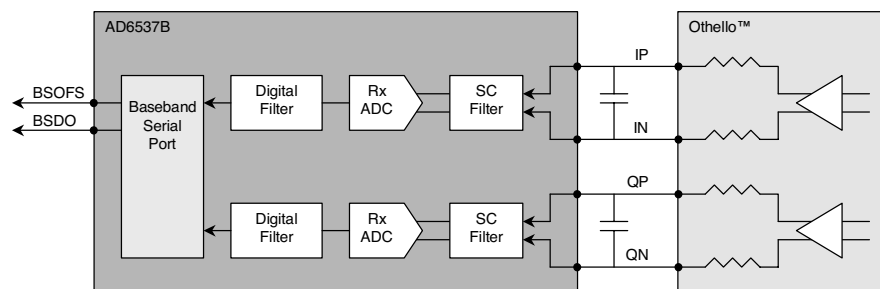 AD6537B
Othello™
IP
BSOFS
BSDO
Baseband
Serial
Port
Digital
Filter
Rx
ADC
SC
Filter
IN
QP
Digital
Filter
Rx
ADC
SC
Filter
QN